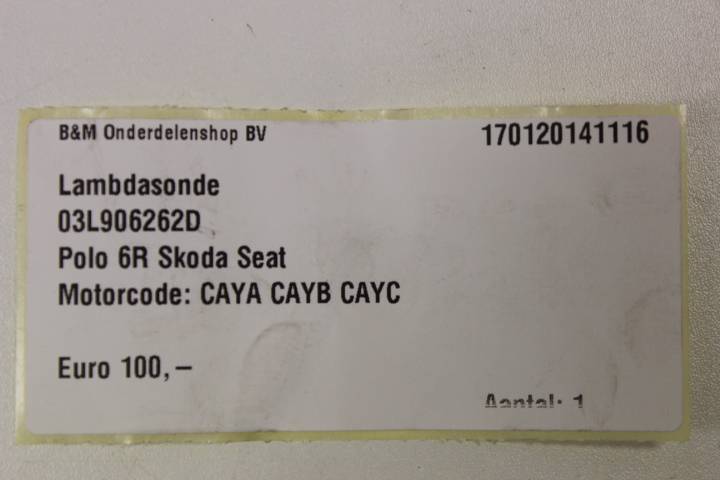 B&M Onderdelenshop BV 170120141116
Lambdasonde
03L906262D
Polo 6R Skoda Seat
Motorcode: CAYA CAYB CAYC
Euro 100,–
Aantal: 1